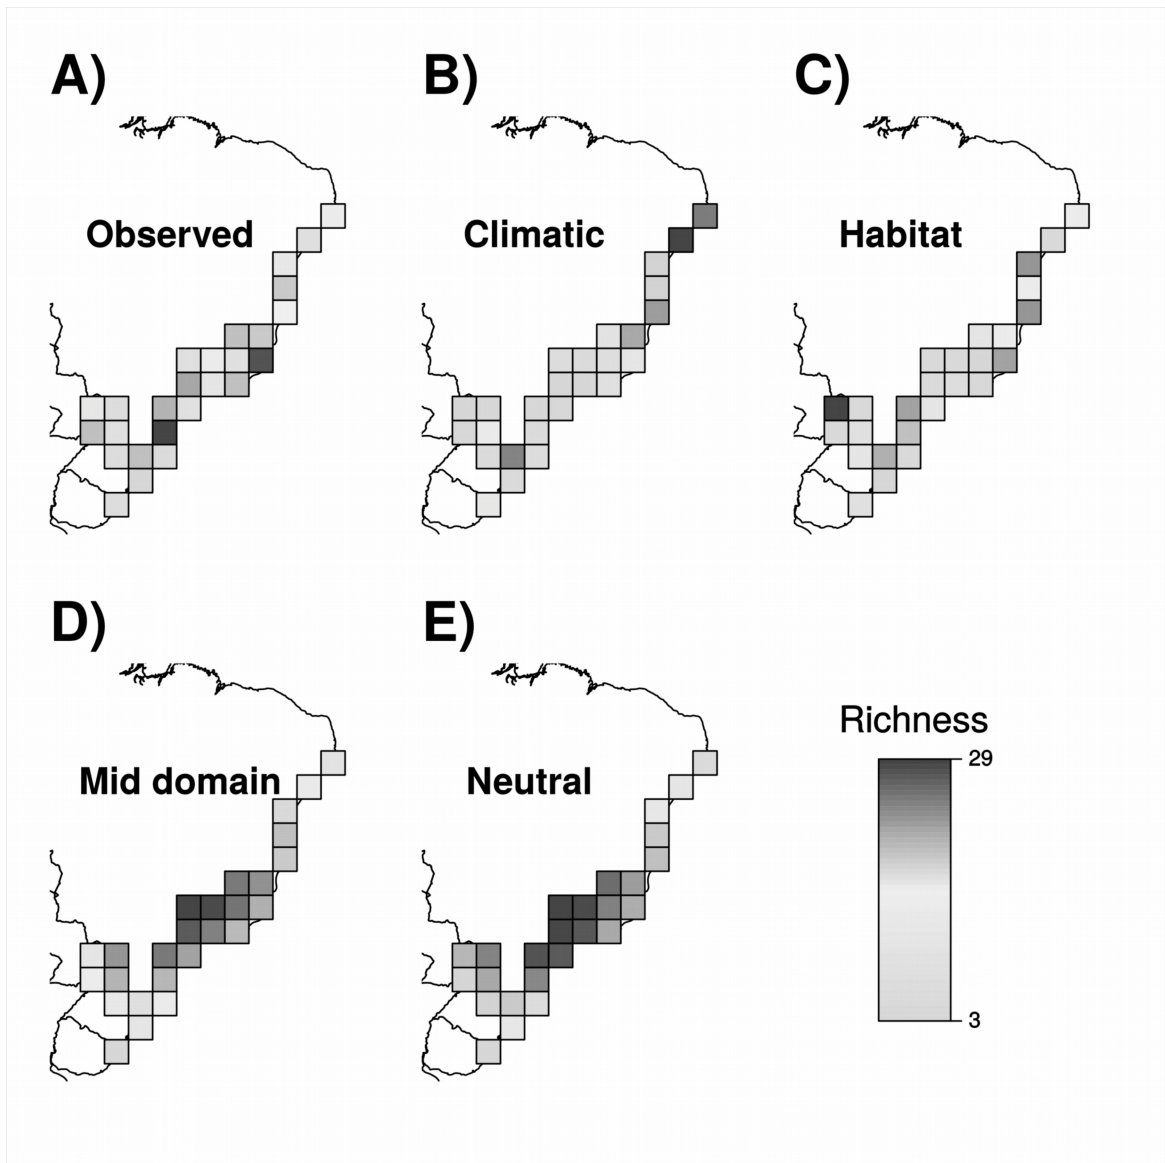 A)
B)
C)
Observed
Climatic
Habitat
D)
E)
Mid domain
Neutral
Richness
29
3